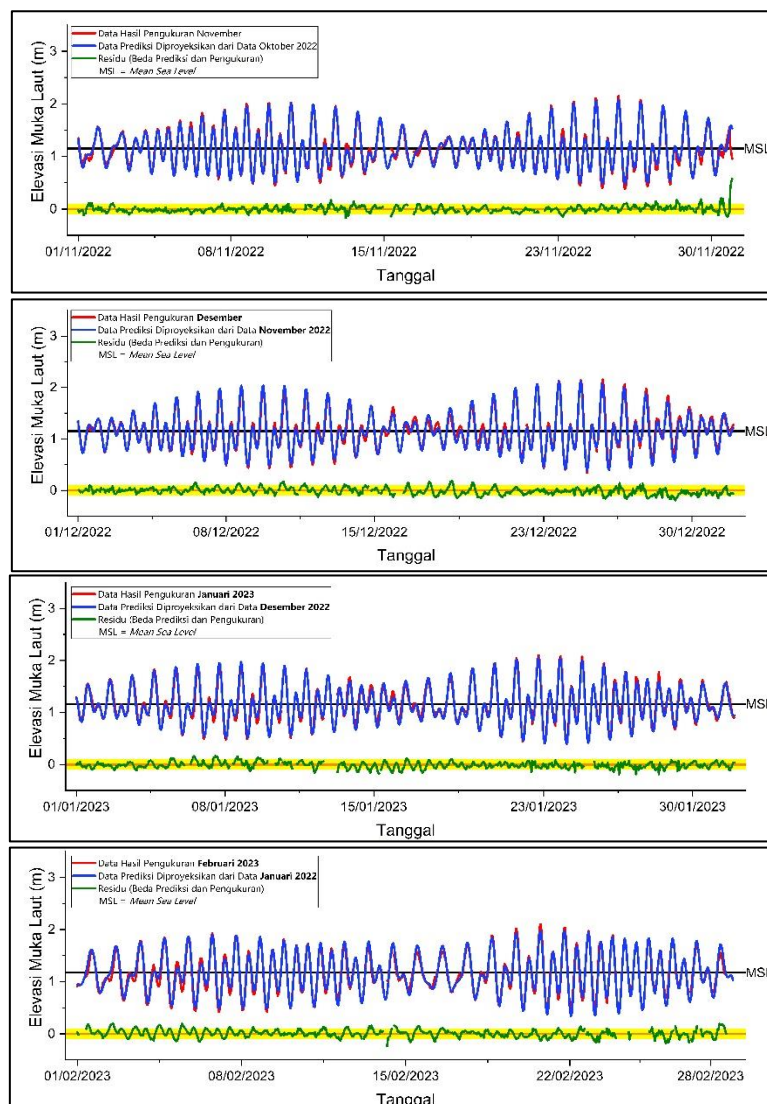 Data Hasil Pengukuran November
Data Prediksi Diproyeksikan dari Data Oktober 2022
Residu (Beda Prediksi dan Pengukuran)
MSL = Mean Sea Level
Elevasi Muka Laut (m)
3
2
1
0
MSL
01/11/2022
08/11/2022
15/11/2022
23/11/2022
30/11/2022
Tanggal
Data Hasil Pengukuran Desember
Data Prediksi Diproyeksikan dari Data November 2022
Residu (Beda Prediksi dan Pengukuran)
MSL = Mean Sea Level
Elevasi Muka Laut (m)
3
2
1
0
MSL
01/12/2022
08/12/2022
15/12/2022
23/12/2022
30/12/2022
Tanggal
Data Hasil Pengukuran Januari 2023
Data Prediksi Diproyeksikan dari Data Desember 2022
Residu (Beda Prediksi dan Pengukuran)
MSL = Mean Sea Level
Elevasi Muka Laut (m)
3
2
1
0
MSL
01/01/2023
08/01/2023
15/01/2023
23/01/2023
30/01/2023
Tanggal
Data Hasil Pengukuran Februari 2023
Data Prediksi Diproyeksikan dari Data Januari 2022
Residu (Beda Prediksi dan Pengukuran)
MSL = Mean Sea Level
Elevasi Muka Laut (m)
3
2
1
0
MSL
01/02/2023
08/02/2023
15/02/2023
22/02/2023
28/02/2023
Tanggal